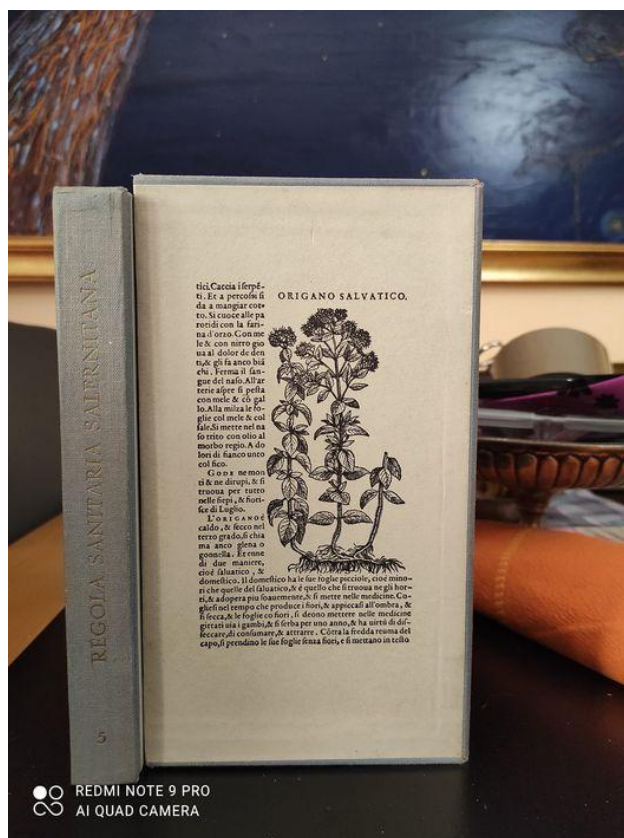 REGOLA SANITARIA SALERNITANA
5
ORIGANO SALVATICO.
tici. Caccia i serpē-
ti. Et a percossi si
da a mangiar cot-
to. Si cuoce alle pa
rotidi con la fari-
na d'orzo. Con me
le & con nitro gio
ua al dolor de den
ti, & gli fa anco biā
chi. Ferma il san-
gue del naso. All'ar
terie aspre si pesta
con mele & cō gal
lo. Alla milza le fo-
glie col mele & col
sale. Si mette nel na
so trito con olio al
morbo regio. A do
lori di fianco unto
col fico.
GODE ne mon
ti & ne dirupi, & si
truoua per tutto
nelle siepi, & fiori-
sce di Luglio.
L'ORIGANO é
caldo, & secco nel
terzo grado, si chia
ma anco glena o
gonnella. Et enne
di due maniere,
cioé saluatico, &
domestico. Il domestico ha le sue foglie picciole, cioé mino-
ri che quelle del saluatico, & é quello che si truoua ne gli hor-
ti, & adopera piu soauemente, & si mette nelle medicine. Co-
gliesi nel tempo che produce i fiori, & appiccasi all'ombra, &
si secca, & le foglie co fiori, si deono mettere nelle medicine
gittati uia i gambi, & si serba per uno anno, & ha uirtú di dis-
seccare, di consumare, & attrarre. Cōtra la fredda reuma del
capo, si prendino le sue foglie senza fiori, e si mettano in testo
REDMI NOTE 9 PRO
AI QUAD CAMERA